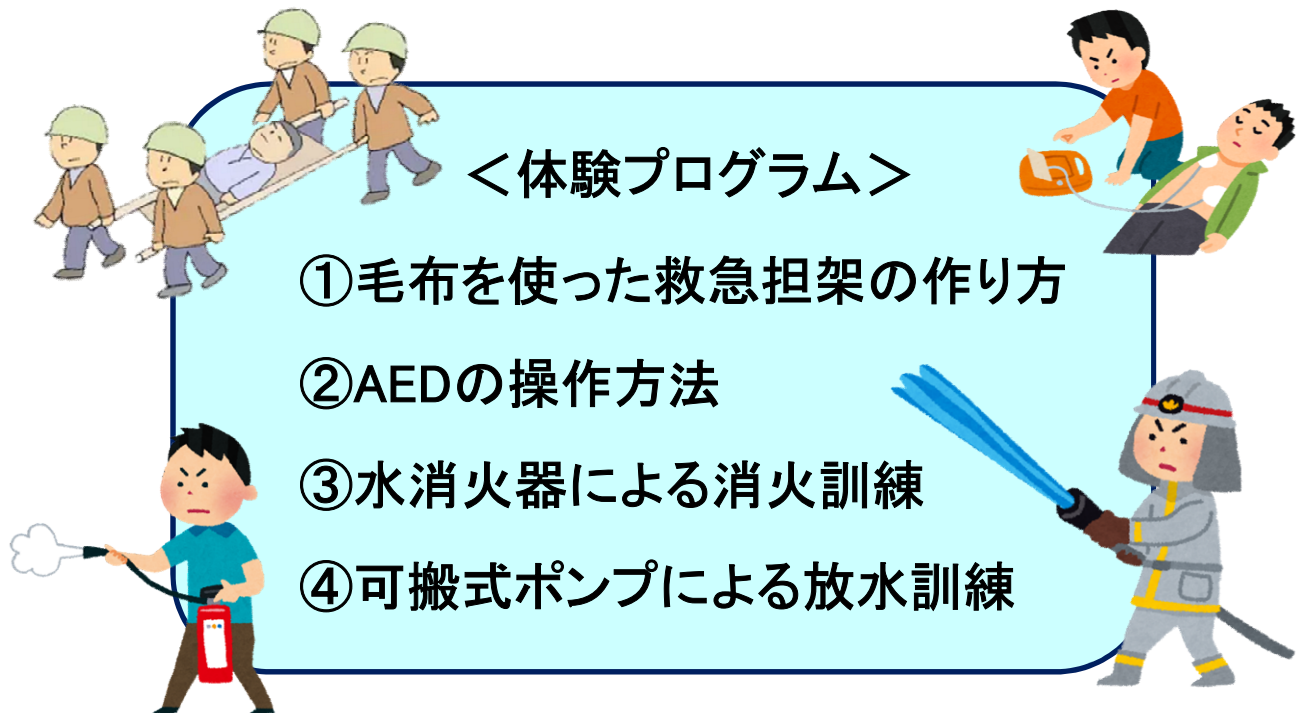 ＜体験プログラム＞
①毛布を使った救急担架の作り方
②AEDの操作方法
③水消火器による消火訓練
④可搬式ポンプによる放水訓練